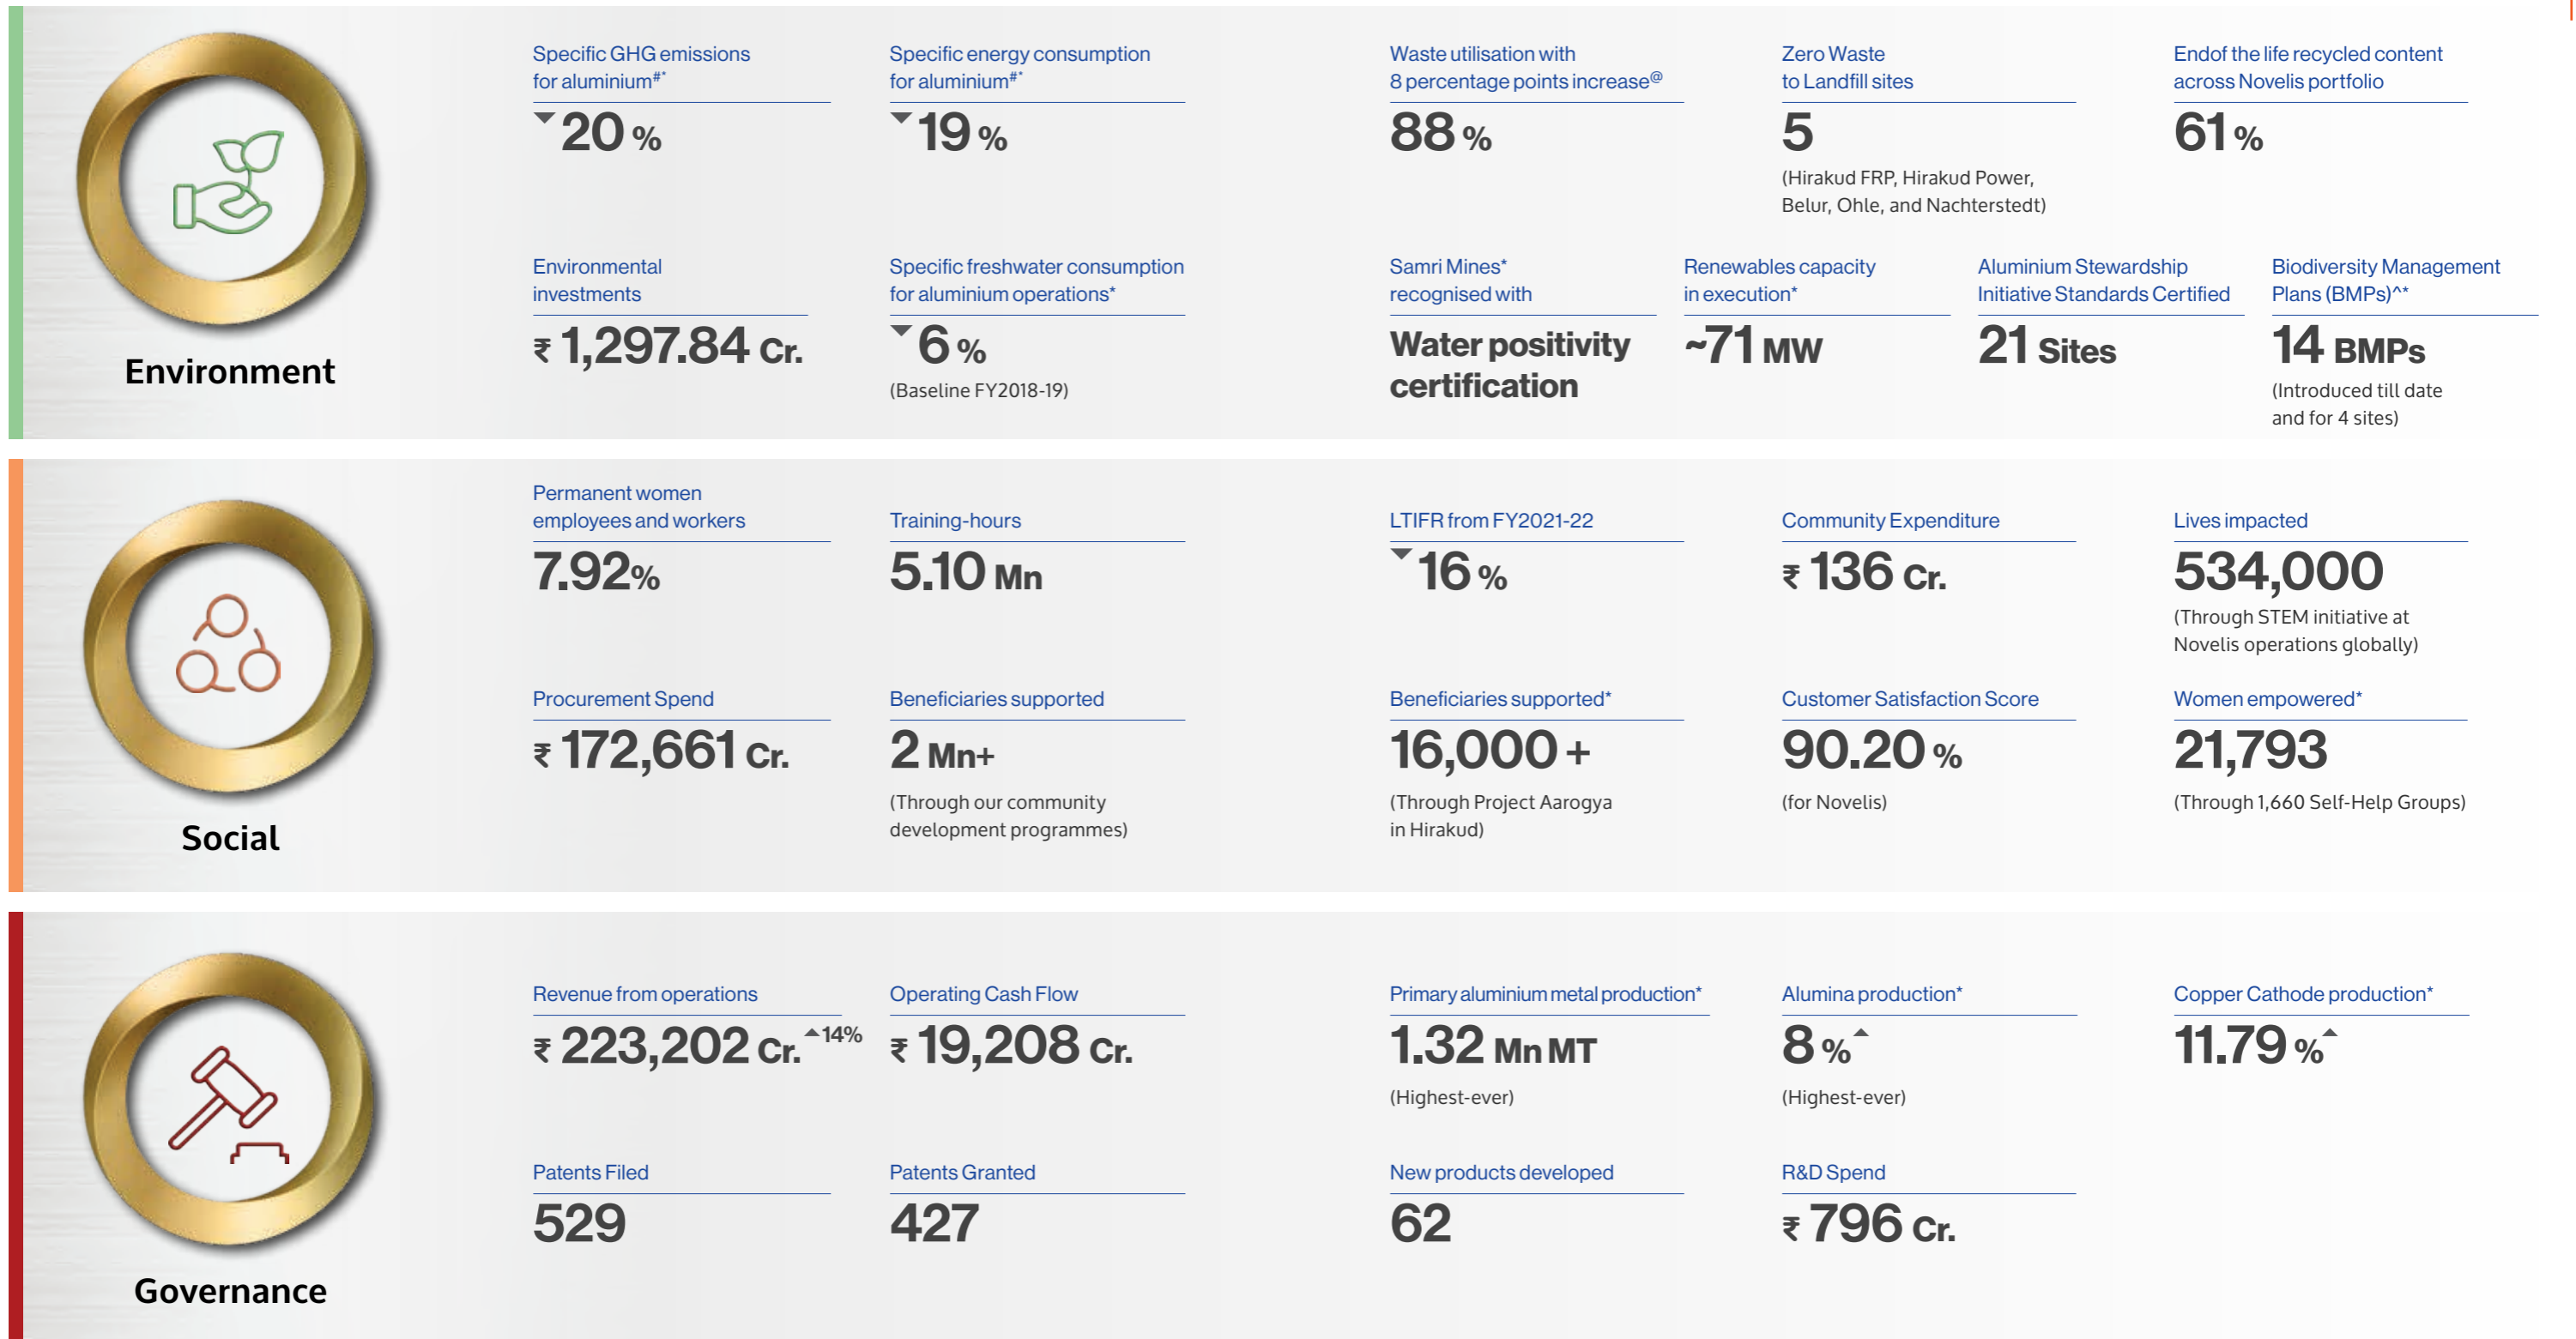 Environment
Specific GHG emissions
for aluminium#*
▼20 %
Specific energy consumption
for aluminium#*
▼19 %
Waste utilisation with
8 percentage points increase@
88 %
Zero Waste
to Landfill sites
5
(Hirakud FRP, Hirakud Power,
Belur, Ohle, and Nachterstedt)
Endof the life recycled content
across Novelis portfolio
61 %
Environmental
investments
₹ 1,297.84 Cr.
Specific freshwater consumption
for aluminium operations*
▼6 %
(Baseline FY2018-19)
Samri Mines*
recognised with
Water positivity
certification
Renewables capacity
in execution*
~71 MW
Aluminium Stewardship
Initiative Standards Certified
21 Sites
Biodiversity Management
Plans (BMPs)^*
14 BMPs
(Introduced till date
and for 4 sites)
Social
Permanent women
employees and workers
7.92%
Training-hours
5.10 Mn
LTIFR from FY2021-22
▼16 %
Community Expenditure
₹ 136 Cr.
Lives impacted
534,000
(Through STEM initiative at
Novelis operations globally)
Procurement Spend
₹ 172,661 Cr.
Beneficiaries supported
2 Mn+
(Through our community
development programmes)
Beneficiaries supported*
16,000 +
(Through Project Aarogya
in Hirakud)
Customer Satisfaction Score
90.20 %
(for Novelis)
Women empowered*
21,793
(Through 1,660 Self-Help Groups)
Governance
Revenue from operations
₹ 223,202 Cr. ▲14%
Operating Cash Flow
₹ 19,208 Cr.
Primary aluminium metal production*
1.32 Mn MT
(Highest-ever)
Alumina production*
8 %▲
(Highest-ever)
Copper Cathode production*
11.79 %▲
Patents Filed
529
Patents Granted
427
New products developed
62
R&D Spend
₹ 796 Cr.